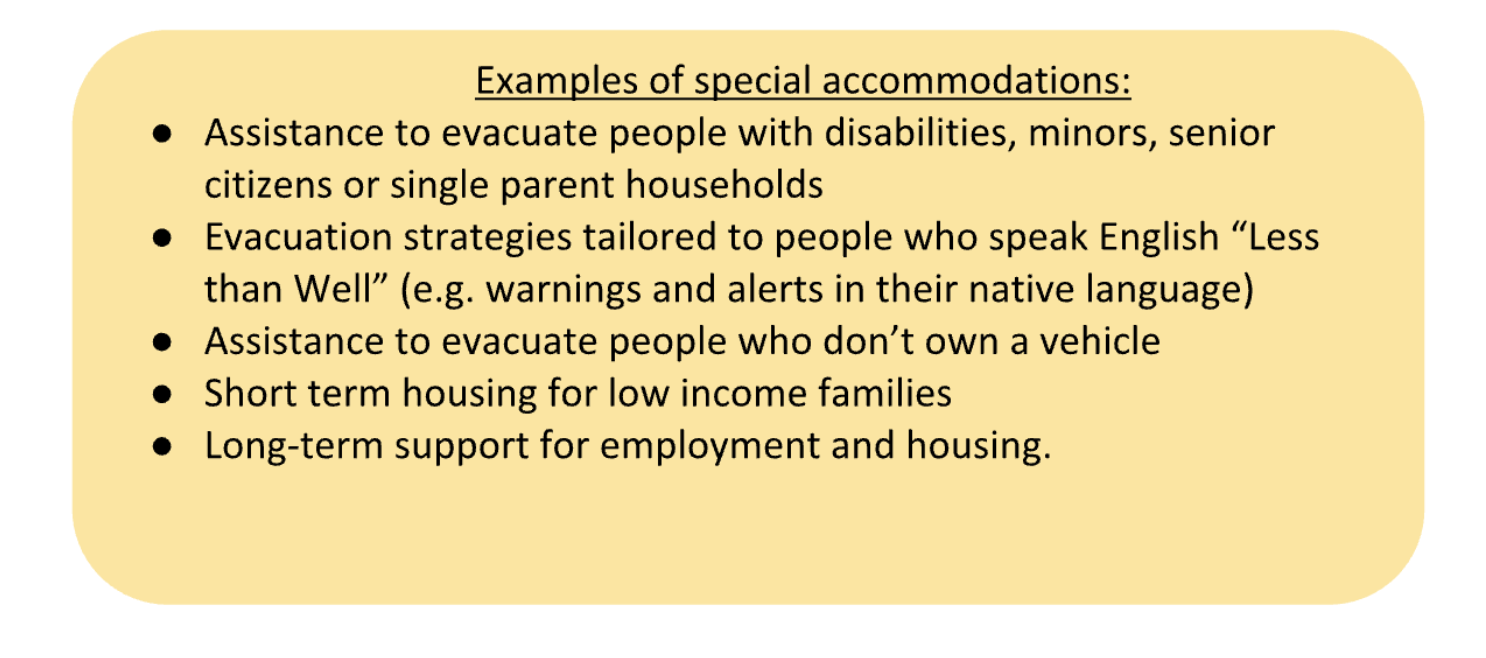 Examples of special accommodations:
● Assistance to evacuate people with disabilities, minors, senior
citizens or single parent households
● Evacuation strategies tailored to people who speak English “Less
than Well” (e.g. warnings and alerts in their native language)
● Assistance to evacuate people who don’t own a vehicle
● Short term housing for low income families
● Long-term support for employment and housing.